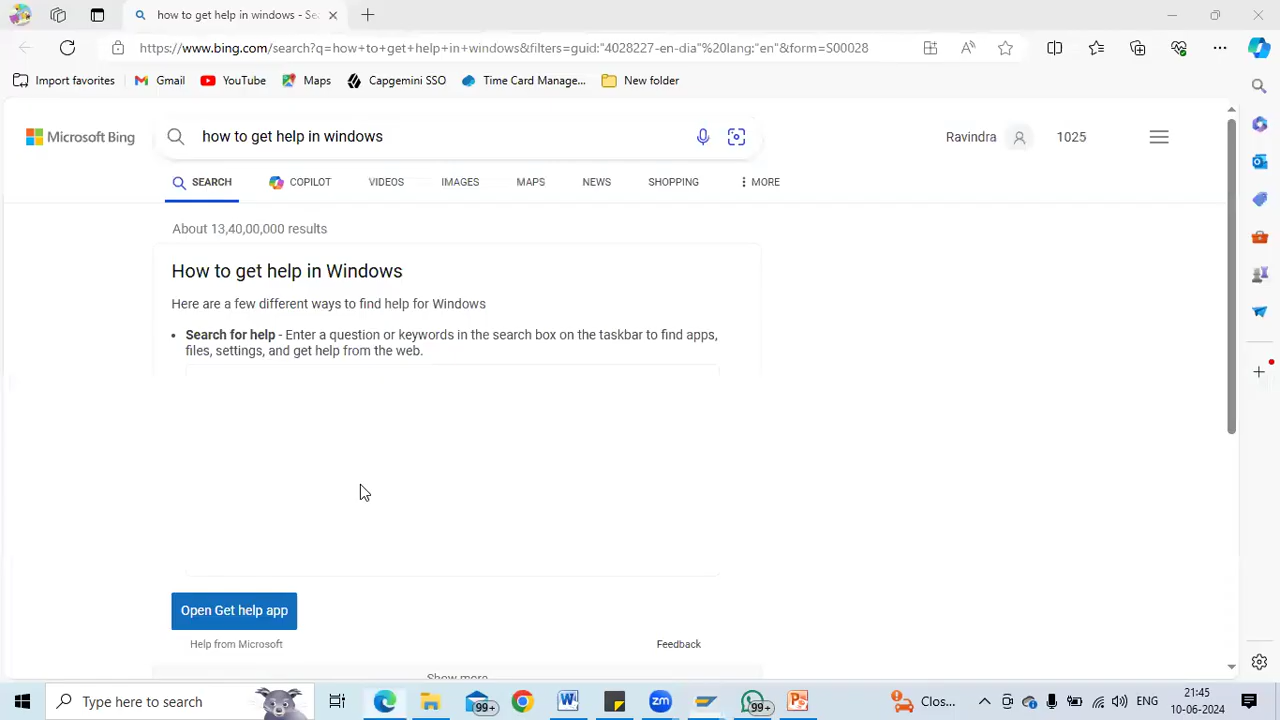 how to get help in windows - Se
https://www.bing.com/search?q=how+to+get+help+in+windows&filters=guid:"4028227-en-dia"%20lang:"en"&form=S00028
Import favorites
Gmail
YouTube
Maps
Capgemini SSO
Time Card Manage...
New folder
Microsoft Bing
how to get help in windows
Ravindra
1025
SEARCH
COPILOT
VIDEOS
IMAGES
MAPS
NEWS
SHOPPING
MORE
About 13,40,00,000 results
How to get help in Windows
Here are a few different ways to find help for Windows
• Search for help - Enter a question or keywords in the search box on the taskbar to find apps,
files, settings, and get help from the web.
Open Get help app
Help from Microsoft
Feedback
Show more
Type here to search
99+
zm
99+
Clos...
ENG
21:45
10-06-2024